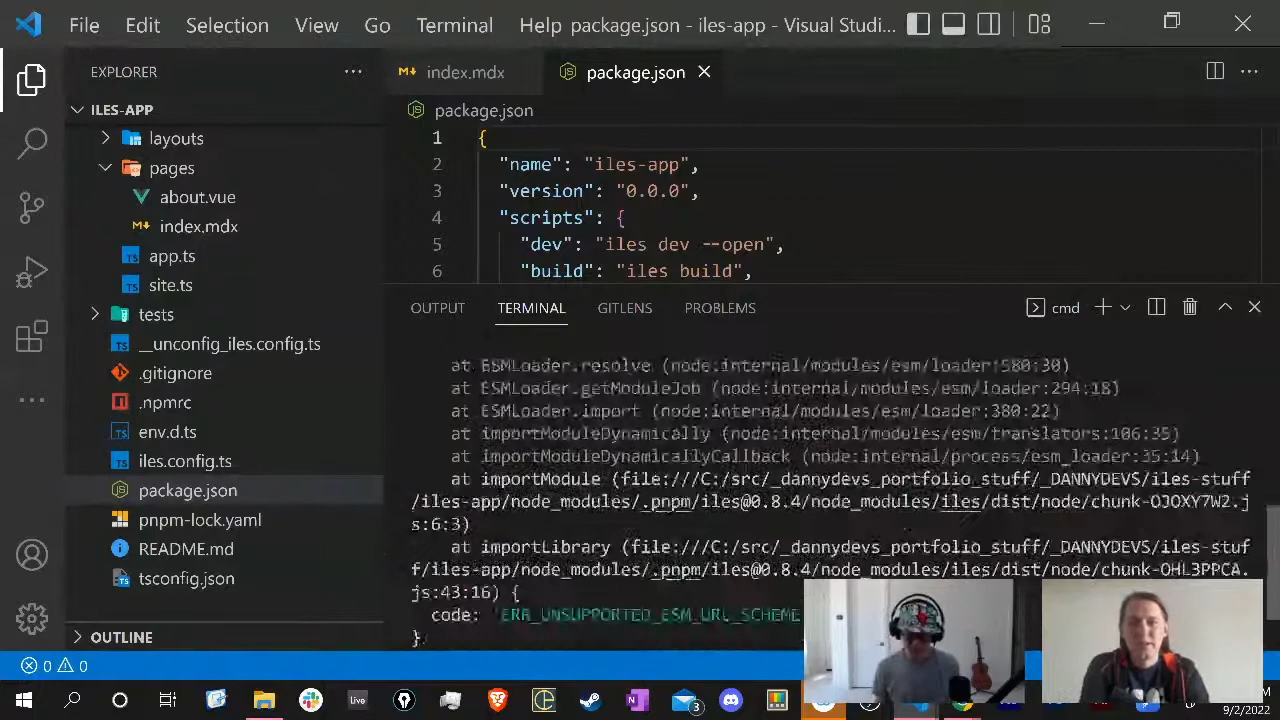 File Edit Selection View Go Terminal Help package.json - iles-app - Visual Studi...
EXPLORER
ILES-APP
layouts
pages
about.vue
index.mdx
app.ts
site.ts
tests
__unconfig_iles.config.ts
.gitignore
.npmrc
env.d.ts
iles.config.ts
package.json
pnpm-lock.yaml
README.md
tsconfig.json
OUTLINE
index.mdx package.json
package.json
1 {
2 "name": "iles-app",
3 "version": "0.0.0",
4 "scripts": {
5 "dev": "iles dev --open",
6 "build": "iles build",
OUTPUT TERMINAL GITLENS PROBLEMS cmd
at ESMLoader.resolve (node:internal/modules/esm/loader:580:30)
at ESMLoader.getModuleJob (node:internal/modules/esm/loader:294:18)
at ESMLoader.import (node:internal/modules/esm/loader:380:22)
at importModuleDynamically (node:internal/modules/esm/translators:106:35)
at importModuleDynamicallyCallback (node:internal/process/esm_loader:35:14)
at importModule (file:///C:/src/_dannydevs_portfolio_stuff/_DANNYDEVS/iles-stuff
/iles-app/node_modules/.pnpm/iles@0.8.4/node_modules/iles/dist/node/chunk-OJOXY7W2.j
s:6:3)
at importLibrary (file:///C:/src/_dannydevs_portfolio_stuff/_DANNYDEVS/iles-stuf
f/iles-app/node_modules/.pnpm/iles@0.8.4/node_modules/iles/dist/node/chunk-OHL3PPCA.
js:43:16) {
code: 'ERR_UNSUPPORTED_ESM_URL_SCHEME
}
0 0
live
3
9/2/2022